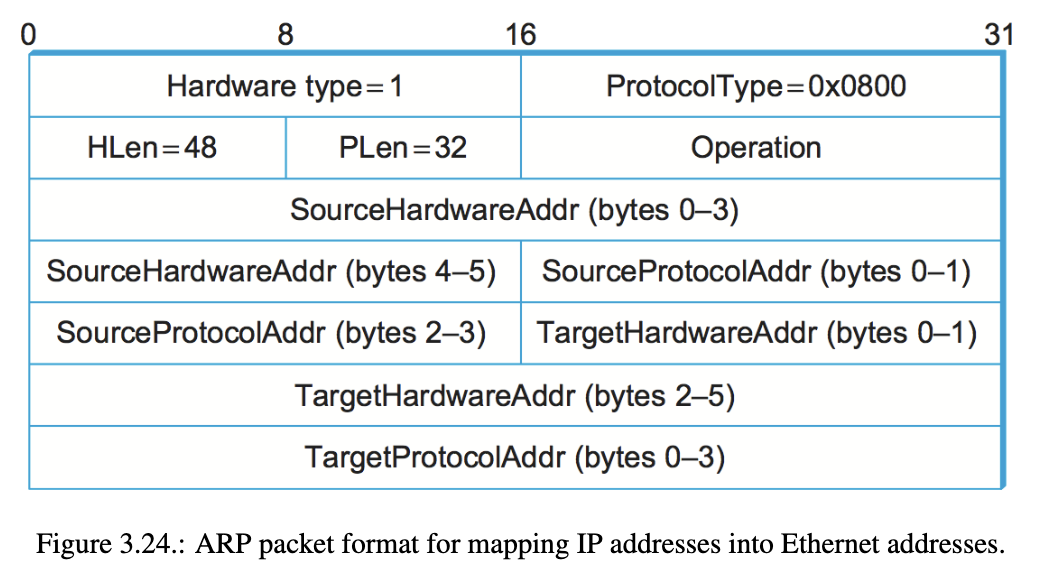 0 8 16 31
Hardware type=1 ProtocolType=0x0800
HLen=48 PLen=32 Operation
SourceHardwareAddr (bytes 0–3)
SourceHardwareAddr (bytes 4–5) SourceProtocolAddr (bytes 0–1)
SourceProtocolAddr (bytes 2–3) TargetHardwareAddr (bytes 0–1)
TargetHardwareAddr (bytes 2–5)
TargetProtocolAddr (bytes 0–3)
Figure 3.24.: ARP packet format for mapping IP addresses into Ethernet addresses.